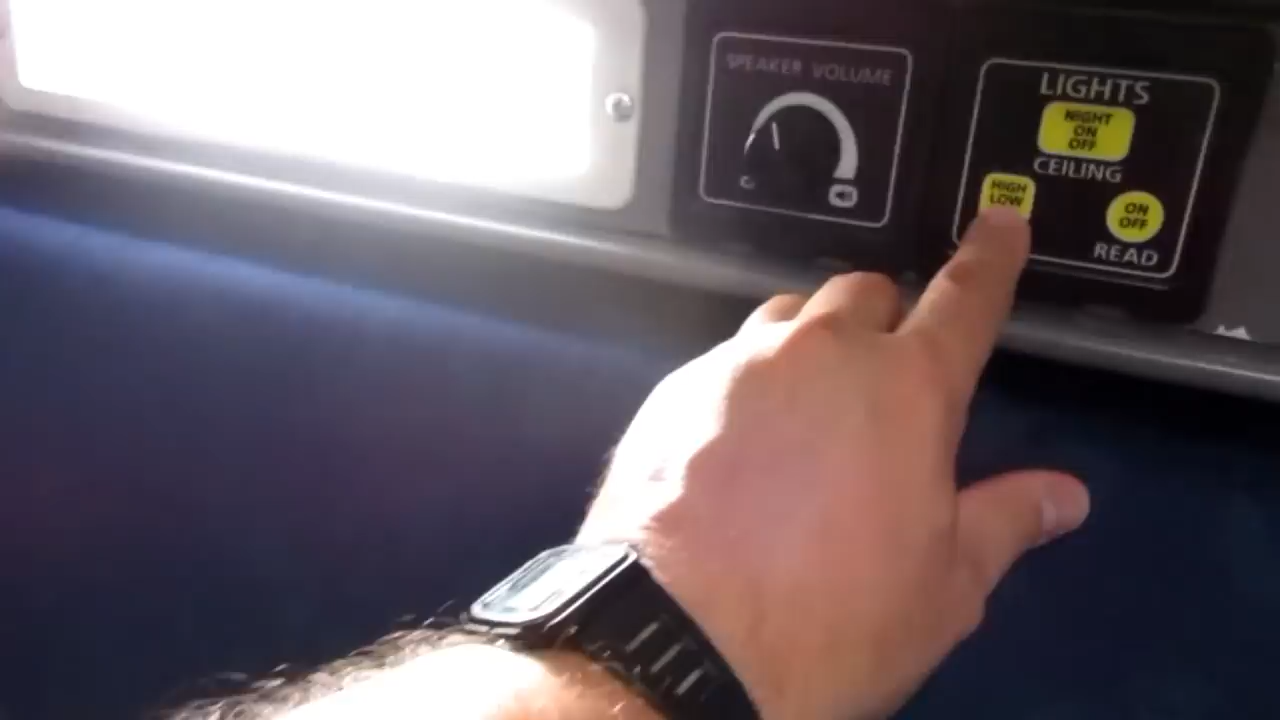 SPEAKER VOLUME
LIGHTS
NIGHT
ON
OFF
CEILING
HIGH
LOW
ON
OFF
READ